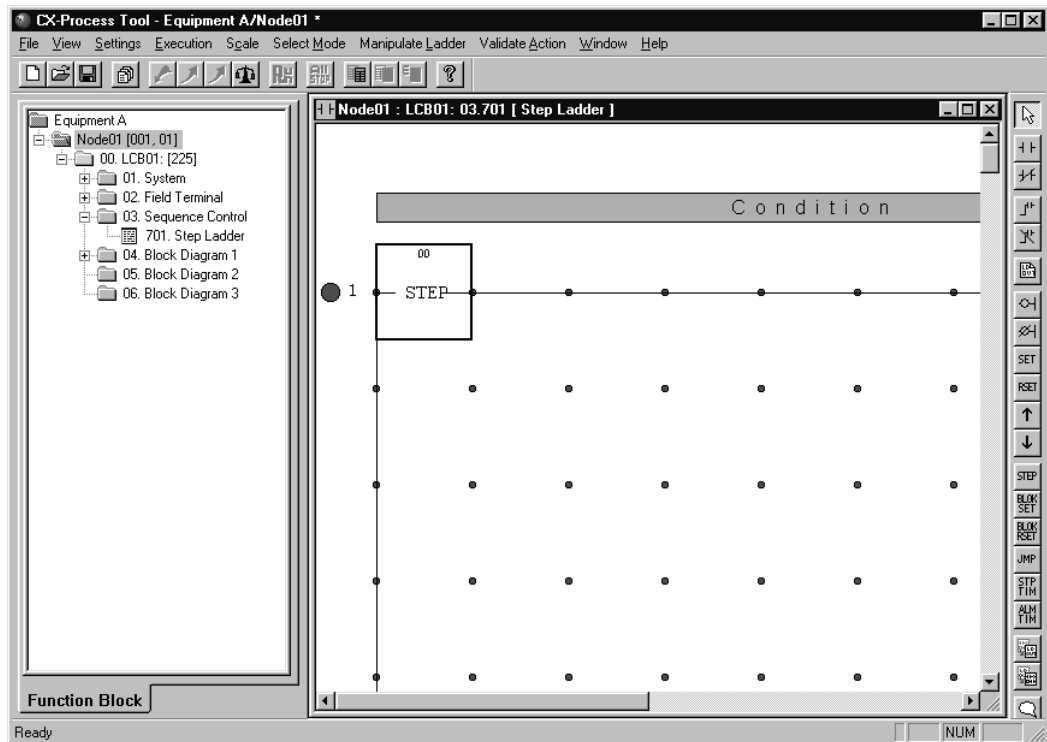 CX-Process Tool - Equipment A/Node01 *
File View Settings Execution Scale Select Mode Manipulate Ladder Validate Action Window Help
ALL STOP
Equipment A
Node01 [001, 01]
00. LCB01: [225]
01. System
02. Field Terminal
03. Sequence Control
701. Step Ladder
04. Block Diagram 1
05. Block Diagram 2
06. Block Diagram 3
Function Block
Node01 : LCB01: 03.701 [ Step Ladder ]
Condition
00
1 STEP
SET
RSET
STEP
BLOK SET
BLOK RSET
JMP
STP TIM
ALM TIM
Ready
NUM